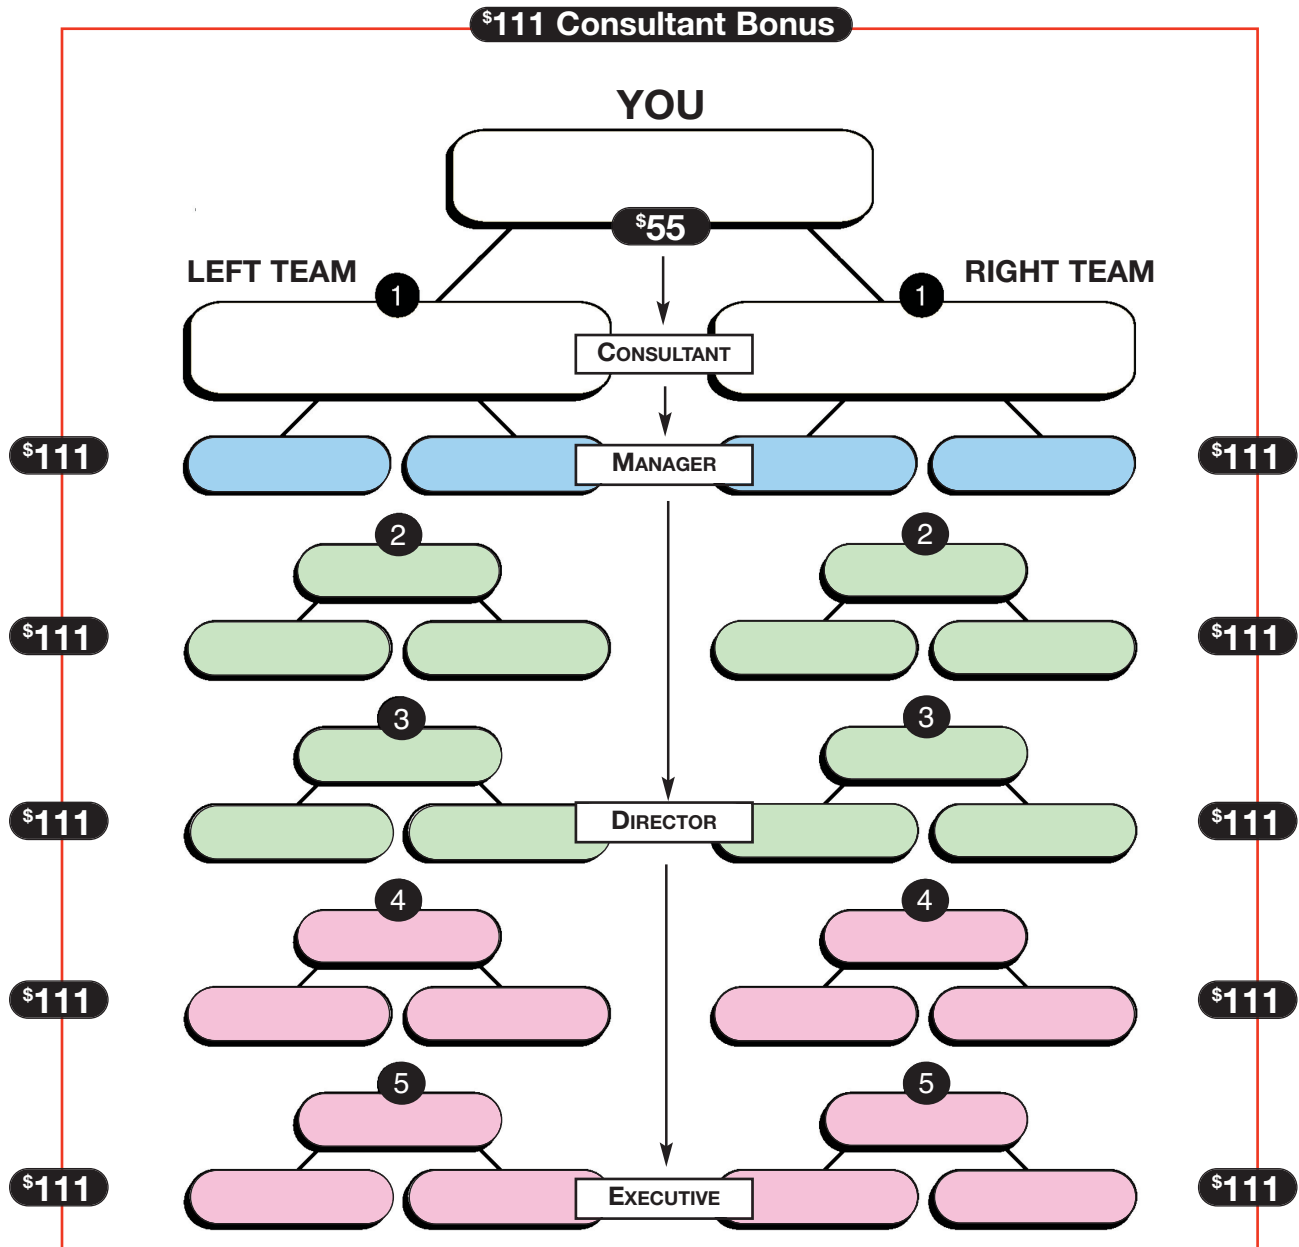 $111 Consultant Bonus
YOU
$55
LEFT TEAM
RIGHT TEAM
1
1
CONSULTANT
$111
MANAGER
$111
2
2
$111
$111
3
3
$111
DIRECTOR
$111
4
4
$111
$111
5
5
$111
EXECUTIVE
$111